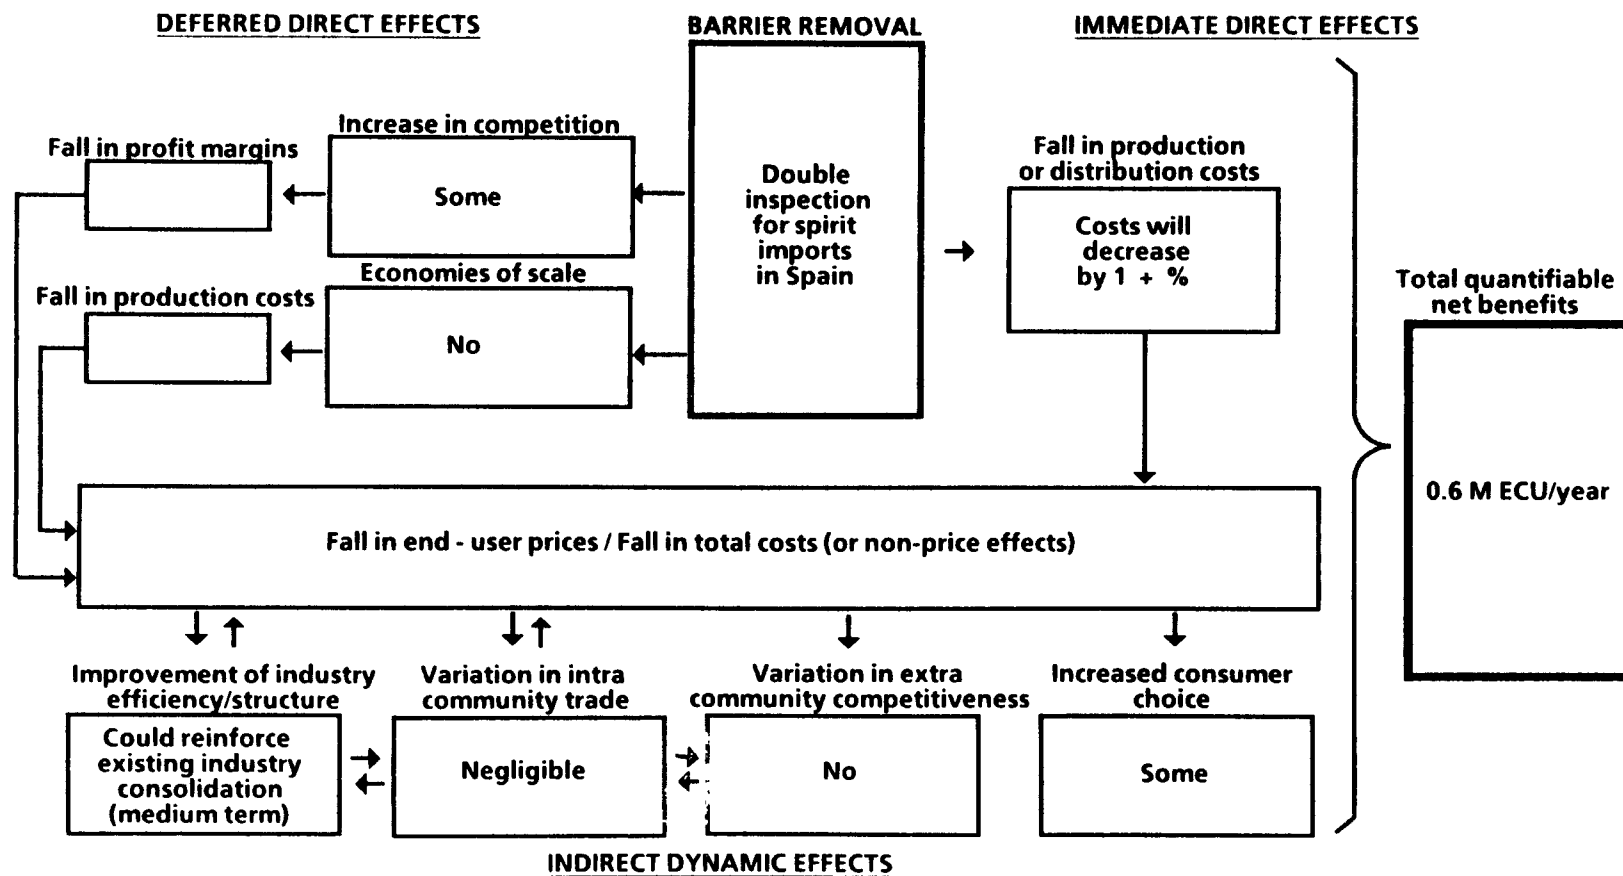 DEFERRED DIRECT EFFECTS
BARRIER REMOVAL
IMMEDIATE DIRECT EFFECTS
Fall in profit margins
Increase in competition
Some
Fall in production costs
Economies of scale
No
Double
inspection
for spirit
imports
in Spain
Fall in production
or distribution costs
Costs will
decrease
by 1 + %
Total quantifiable
net benefits
0.6 M ECU/year
Fall in end - user prices / Fall in total costs (or non-price effects)
Improvement of industry
efficiency/structure
Could reinforce
existing industry
consolidation
(medium term)
Variation in intra
community trade
Negligible
Variation in extra
community competitiveness
No
Increased consumer
choice
Some
INDIRECT DYNAMIC EFFECTS